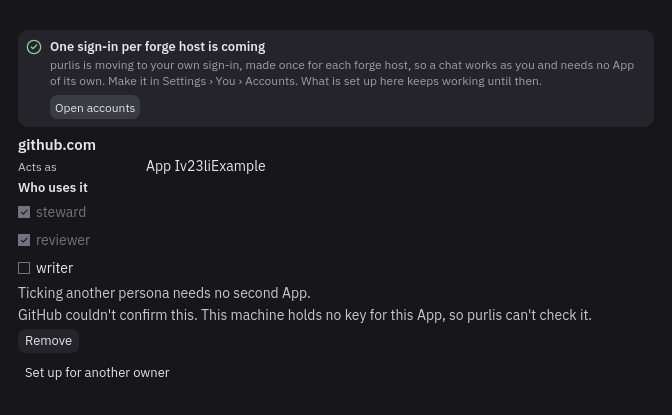 One sign-in per forge host is coming
purlis is moving to your own sign-in, made once for each forge host, so a chat works as you and needs no App
of its own. Make it in Settings › You › Accounts. What is set up here keeps working until then.
Open accounts
github.com
Acts as App Iv23liExample
Who uses it
steward
reviewer
writer
Ticking another persona needs no second App.
GitHub couldn't confirm this. This machine holds no key for this App, so purlis can't check it.
Remove
Set up for another owner